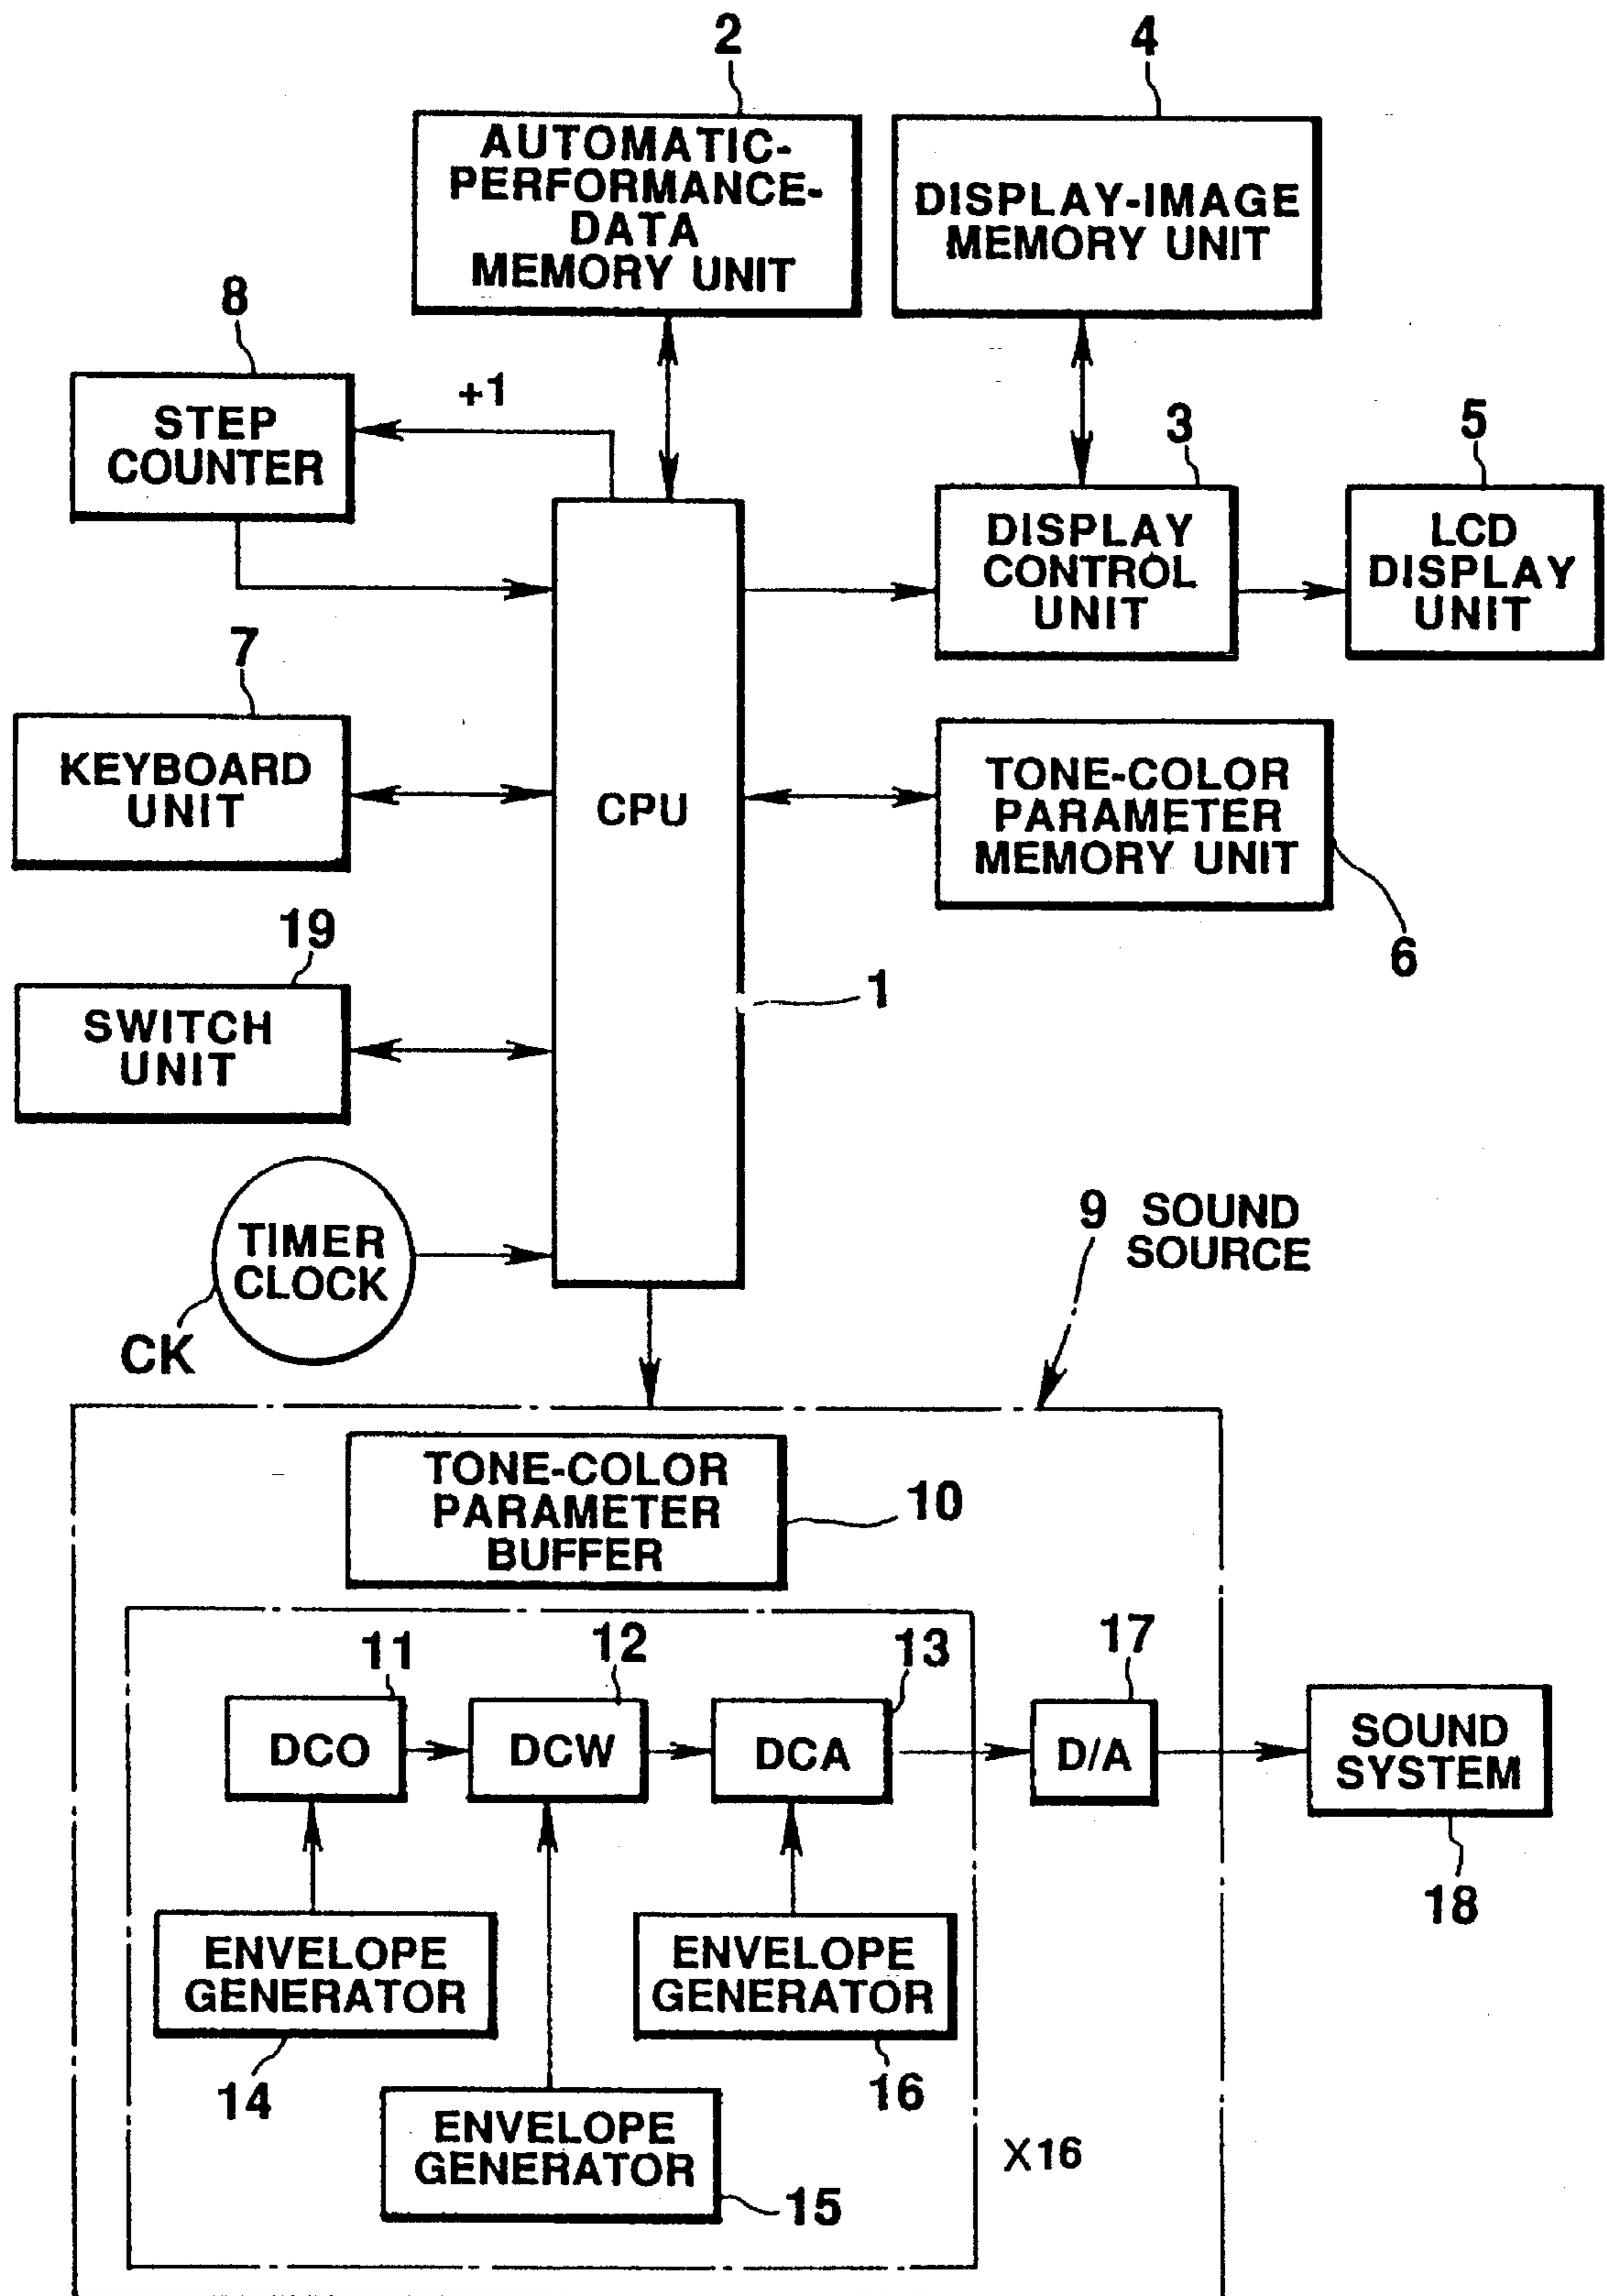 2
4
AUTOMATIC-
PERFORMANCE-
DATA
MEMORY UNIT
DISPLAY-IMAGE
MEMORY UNIT
8
STEP
COUNTER
+1
3
5
DISPLAY
CONTROL
UNIT
LCD
DISPLAY
UNIT
7
KEYBOARD
UNIT
CPU
TONE-COLOR
PARAMETER
MEMORY UNIT
6
19
SWITCH
UNIT
1
TIMER
CLOCK
CK
9 SOUND
SOURCE
TONE-COLOR
PARAMETER
BUFFER
10
11
12
13
17
DCO
DCW
DCA
D/A
SOUND
SYSTEM
18
ENVELOPE
GENERATOR
14
ENVELOPE
GENERATOR
16
ENVELOPE
GENERATOR
15
X16